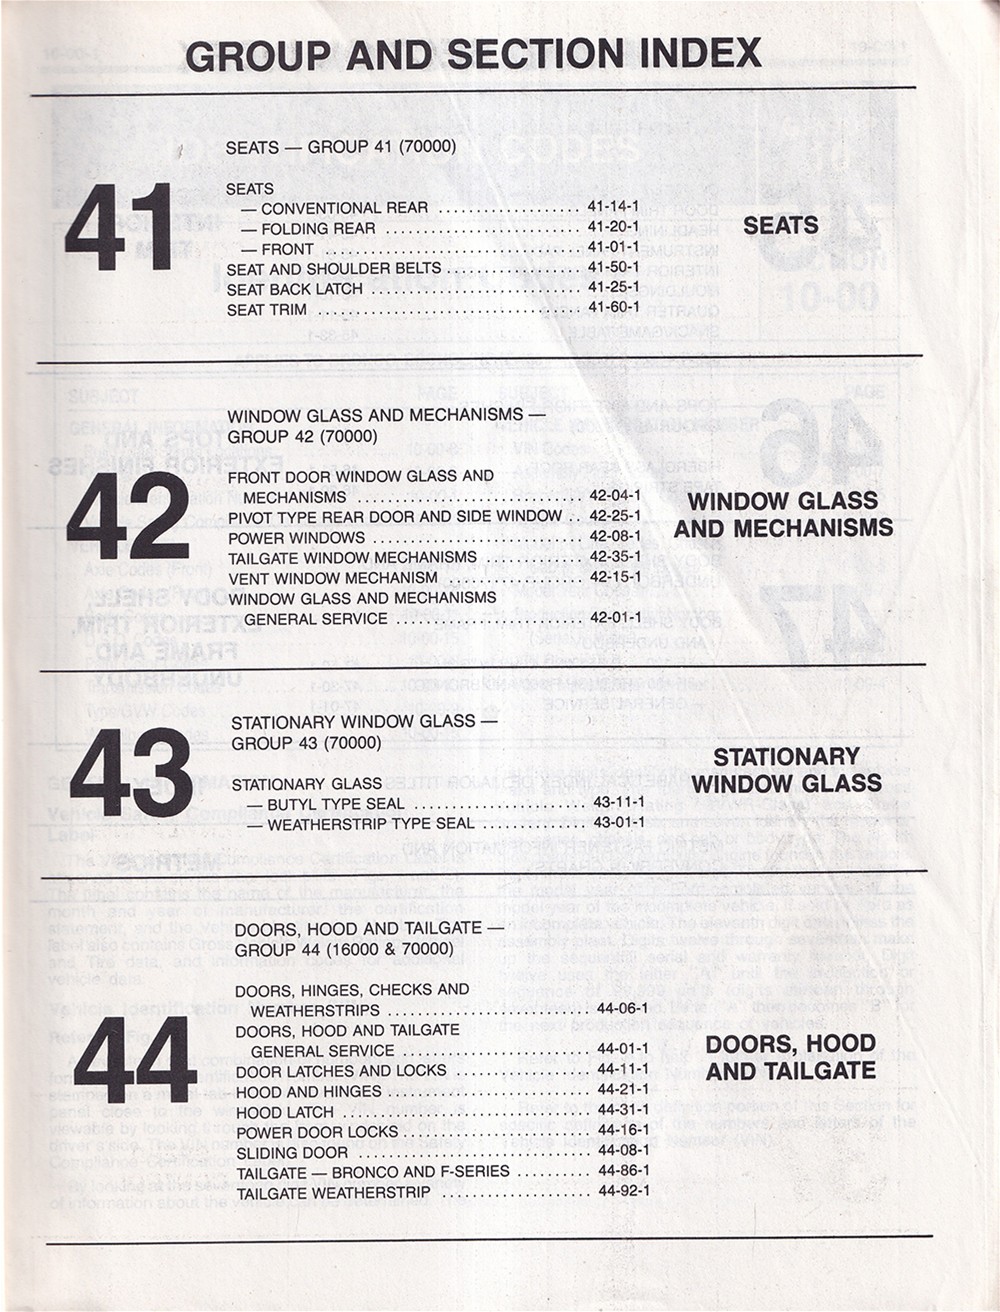 GROUP AND SECTION INDEX
41
SEATS — GROUP 41 (70000)
SEATS
— CONVENTIONAL REAR .................. 41-14-1
— FOLDING REAR ......................... 41-20-1
— FRONT .................................. 41-01-1
SEAT AND SHOULDER BELTS .................. 41-50-1
SEAT BACK LATCH ............................ 41-25-1
SEAT TRIM .................................. 41-60-1
SEATS
42
WINDOW GLASS AND MECHANISMS —
GROUP 42 (70000)
FRONT DOOR WINDOW GLASS AND
MECHANISMS .............................. 42-04-1
PIVOT TYPE REAR DOOR AND SIDE WINDOW .. 42-25-1
POWER WINDOWS ............................ 42-08-1
TAILGATE WINDOW MECHANISMS .............. 42-35-1
VENT WINDOW MECHANISM ................... 42-15-1
WINDOW GLASS AND MECHANISMS
GENERAL SERVICE ......................... 42-01-1
WINDOW GLASS
AND MECHANISMS
43
STATIONARY WINDOW GLASS —
GROUP 43 (70000)
STATIONARY GLASS
— BUTYL TYPE SEAL ....................... 43-11-1
— WEATHERSTRIP TYPE SEAL .............. 43-01-1
STATIONARY
WINDOW GLASS
44
DOORS, HOOD AND TAILGATE —
GROUP 44 (16000 & 70000)
DOORS, HINGES, CHECKS AND
WEATHERSTRIPS ........................... 44-06-1
DOORS, HOOD AND TAILGATE
GENERAL SERVICE ......................... 44-01-1
DOOR LATCHES AND LOCKS ................... 44-11-1
HOOD AND HINGES ........................... 44-21-1
HOOD LATCH ................................ 44-31-1
POWER DOOR LOCKS ......................... 44-16-1
SLIDING DOOR ............................... 44-08-1
TAILGATE — BRONCO AND F-SERIES .......... 44-86-1
TAILGATE WEATHERSTRIP .................... 44-92-1
DOORS, HOOD
AND TAILGATE